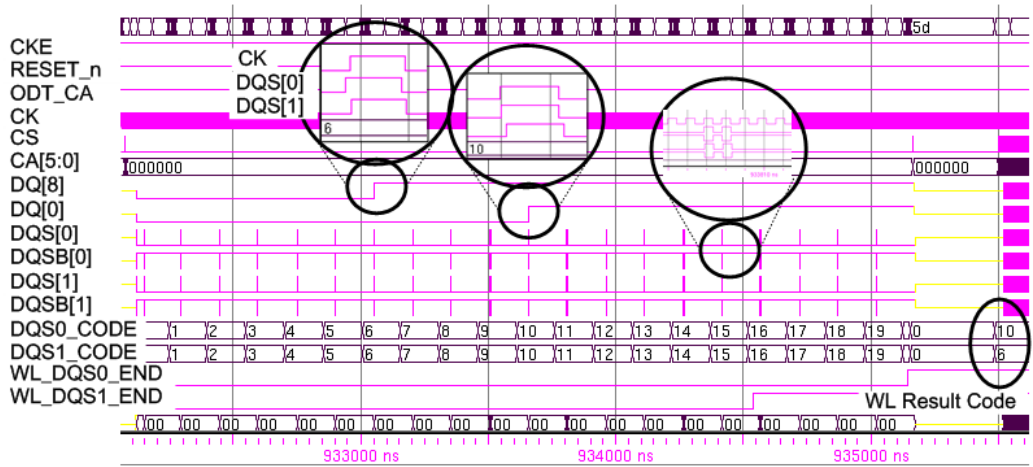 5d
CKE
RESET_n
ODT_CA
CK
CS
CA[5:0]
DQ[8]
DQ[0]
DQS[0]
DQSB[0]
DQS[1]
DQSB[1]
DQS0_CODE
DQS1_CODE
WL_DQS0_END
WL_DQS1_END
CK
DQS[0]
DQS[1]
6
10
933810 ns
000000 000000
1 2 3 4 5 6 7 8 9 10 11 12 13 14 15 16 17 18 19 0 10
1 2 3 4 5 6 7 8 9 10 11 12 13 14 15 16 17 18 19 0 6
WL Result Code
00 00 00 00 00 00 00 00 00 00 00 00 00 00 00 00 00 00 00 00
933000 ns 934000 ns 935000 ns